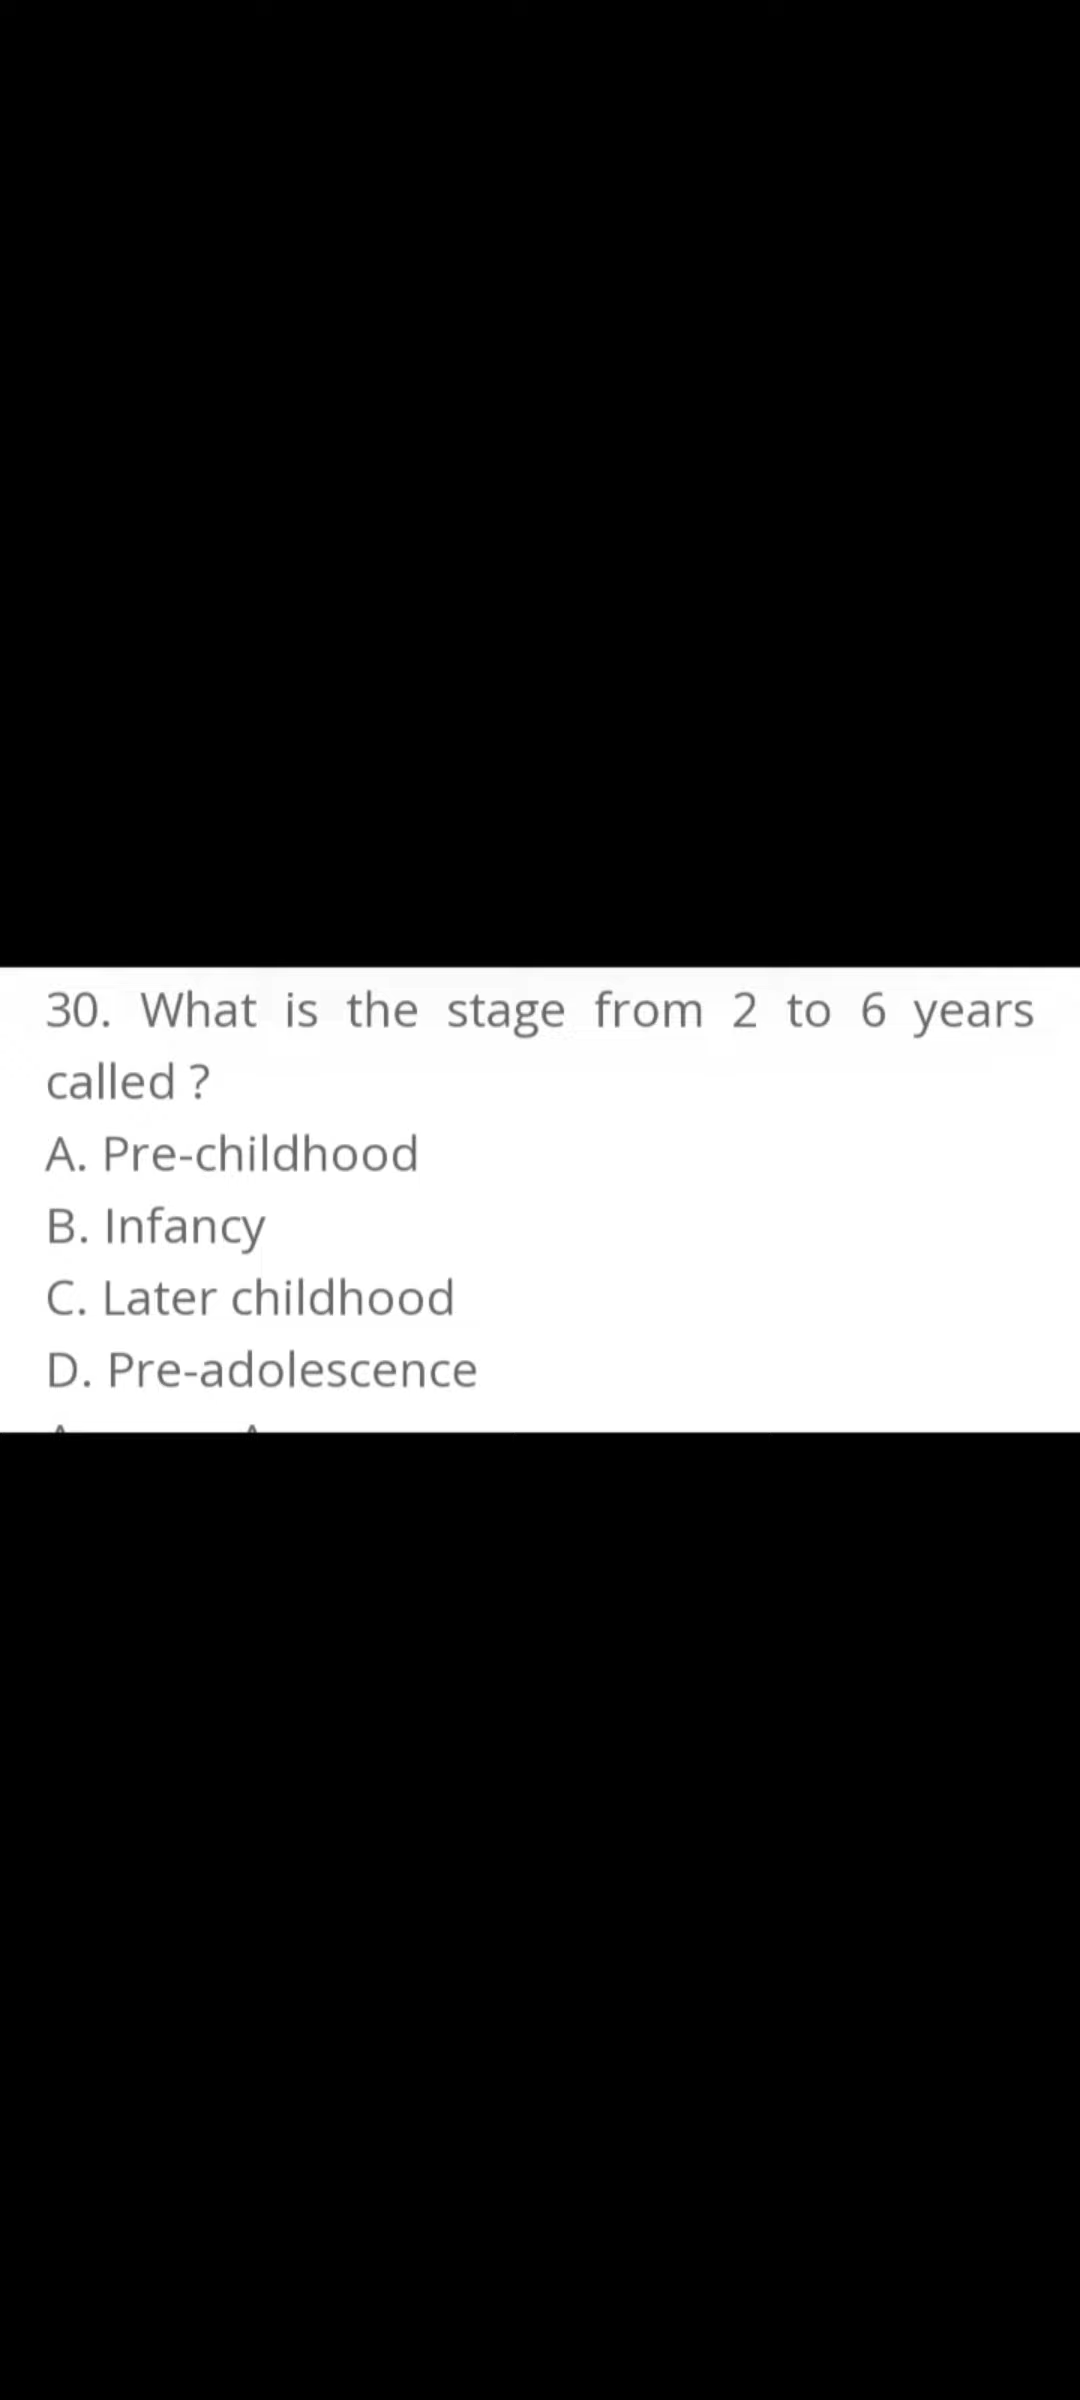 30. What is the stage from 2 to 6 years
called ?
A. Pre-childhood
B. Infancy
C. Later childhood
D. Pre-adolescence